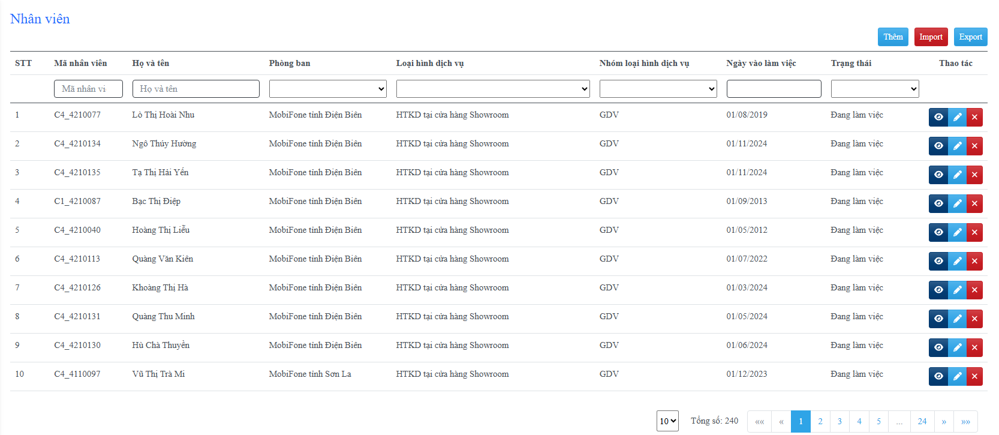 Nhân viên
Thêm Import Export
STT Mã nhân viên Họ và tên Phòng ban Loại hình dịch vụ Nhóm loại hình dịch vụ Ngày vào làm việc Trạng thái Thao tác
Mã nhân vi Họ và tên
1 C4_4210077 Lò Thị Hoài Nhu MobiFone tỉnh Điện Biên HTKD tại cửa hàng Showroom GDV 01/08/2019 Đang làm việc
2 C4_4210134 Ngô Thúy Hường MobiFone tỉnh Điện Biên HTKD tại cửa hàng Showroom GDV 01/11/2024 Đang làm việc
3 C4_4210135 Tạ Thị Hải Yến MobiFone tỉnh Điện Biên HTKD tại cửa hàng Showroom GDV 01/11/2024 Đang làm việc
4 C1_4210087 Bạc Thị Điệp MobiFone tỉnh Điện Biên HTKD tại cửa hàng Showroom GDV 01/09/2013 Đang làm việc
5 C4_4210040 Hoàng Thị Liễu MobiFone tỉnh Điện Biên HTKD tại cửa hàng Showroom GDV 01/05/2012 Đang làm việc
6 C4_4210113 Quàng Văn Kiên MobiFone tỉnh Điện Biên HTKD tại cửa hàng Showroom GDV 01/07/2022 Đang làm việc
7 C4_4210126 Khoàng Thị Hà MobiFone tỉnh Điện Biên HTKD tại cửa hàng Showroom GDV 01/03/2024 Đang làm việc
8 C4_4210131 Quàng Thu Minh MobiFone tỉnh Điện Biên HTKD tại cửa hàng Showroom GDV 01/05/2024 Đang làm việc
9 C4_4210130 Hù Chà Thuyền MobiFone tỉnh Điện Biên HTKD tại cửa hàng Showroom GDV 01/06/2024 Đang làm việc
10 C4_4110097 Vũ Thị Trà Mi MobiFone tỉnh Sơn La HTKD tại cửa hàng Showroom GDV 01/12/2023 Đang làm việc
10 Tổng số: 240 «« « 1 2 3 4 5 ... 24 » »»